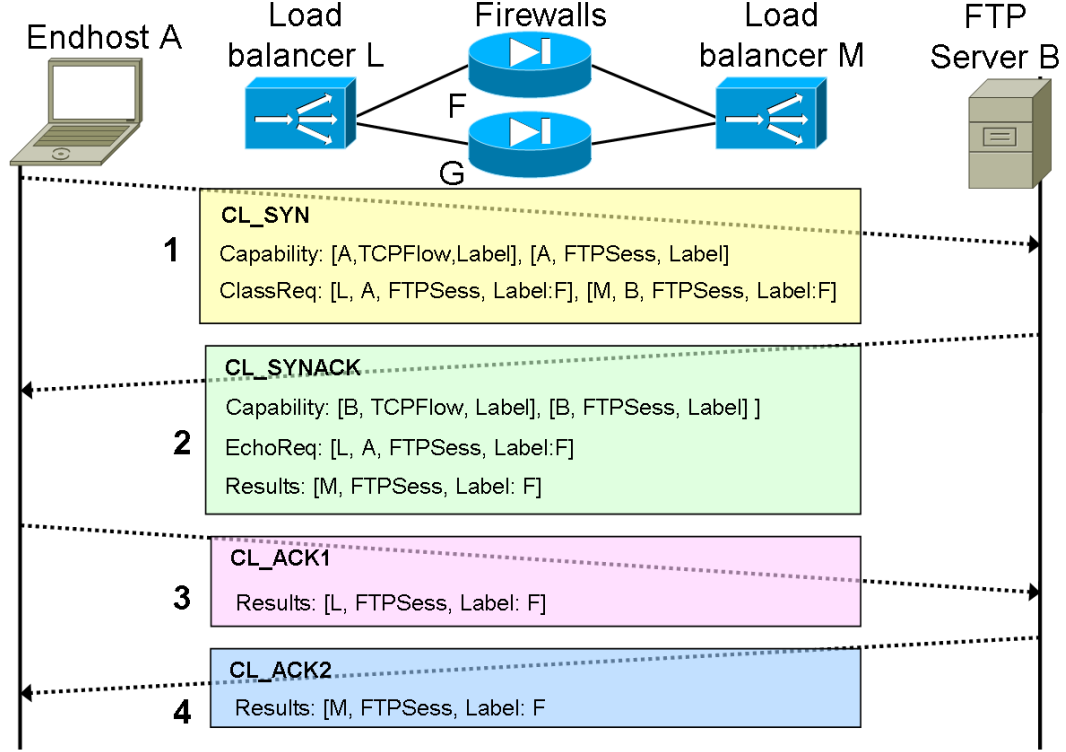 Endhost A
Load
balancer L
Firewalls
Load
balancer M
FTP
Server B
F
G
1
CL_SYN
Capability: [A,TCPFlow,Label], [A, FTPSess, Label]
ClassReq: [L, A, FTPSess, Label:F], [M, B, FTPSess, Label:F]
2
CL_SYNACK
Capability: [B, TCPFlow, Label], [B, FTPSess, Label] ]
EchoReq: [L, A, FTPSess, Label:F]
Results: [M, FTPSess, Label: F]
3
CL_ACK1
Results: [L, FTPSess, Label: F]
4
CL_ACK2
Results: [M, FTPSess, Label: F